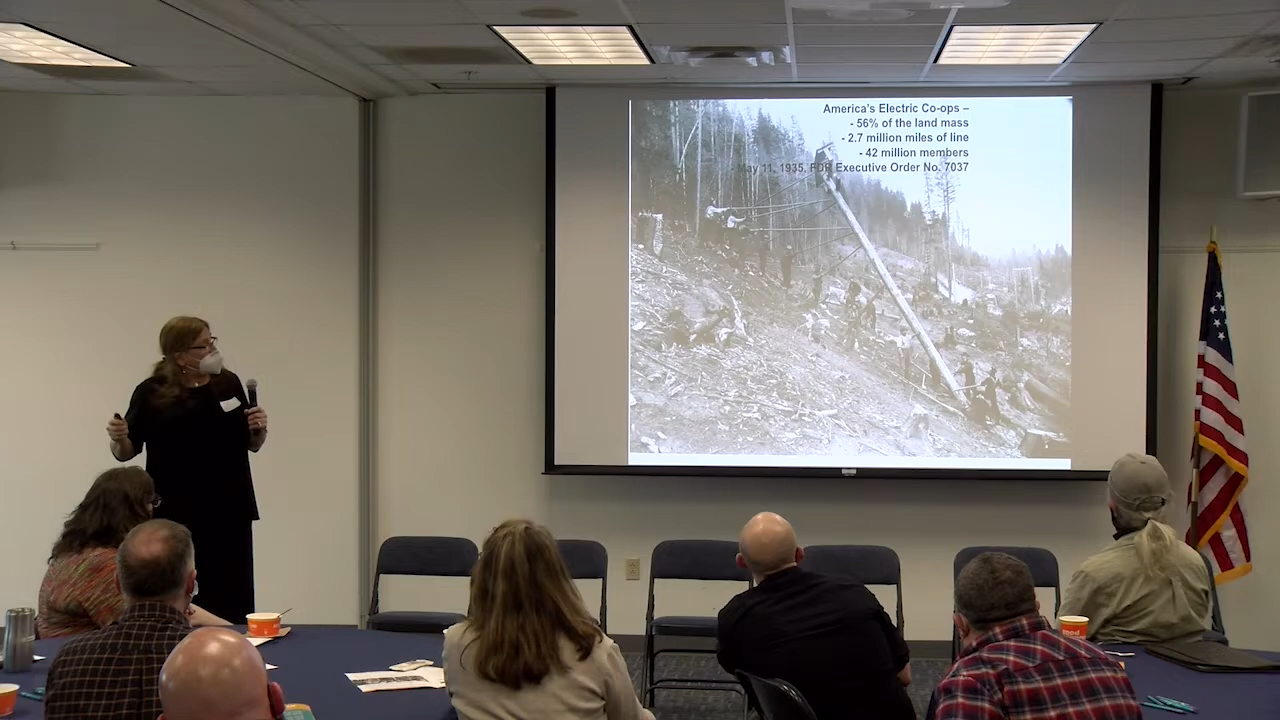 America's Electric Co-ops –
- 56% of the land mass
- 2.7 million miles of line
- 42 million members
- May 11, 1935, FDR Executive Order No. 7037
food